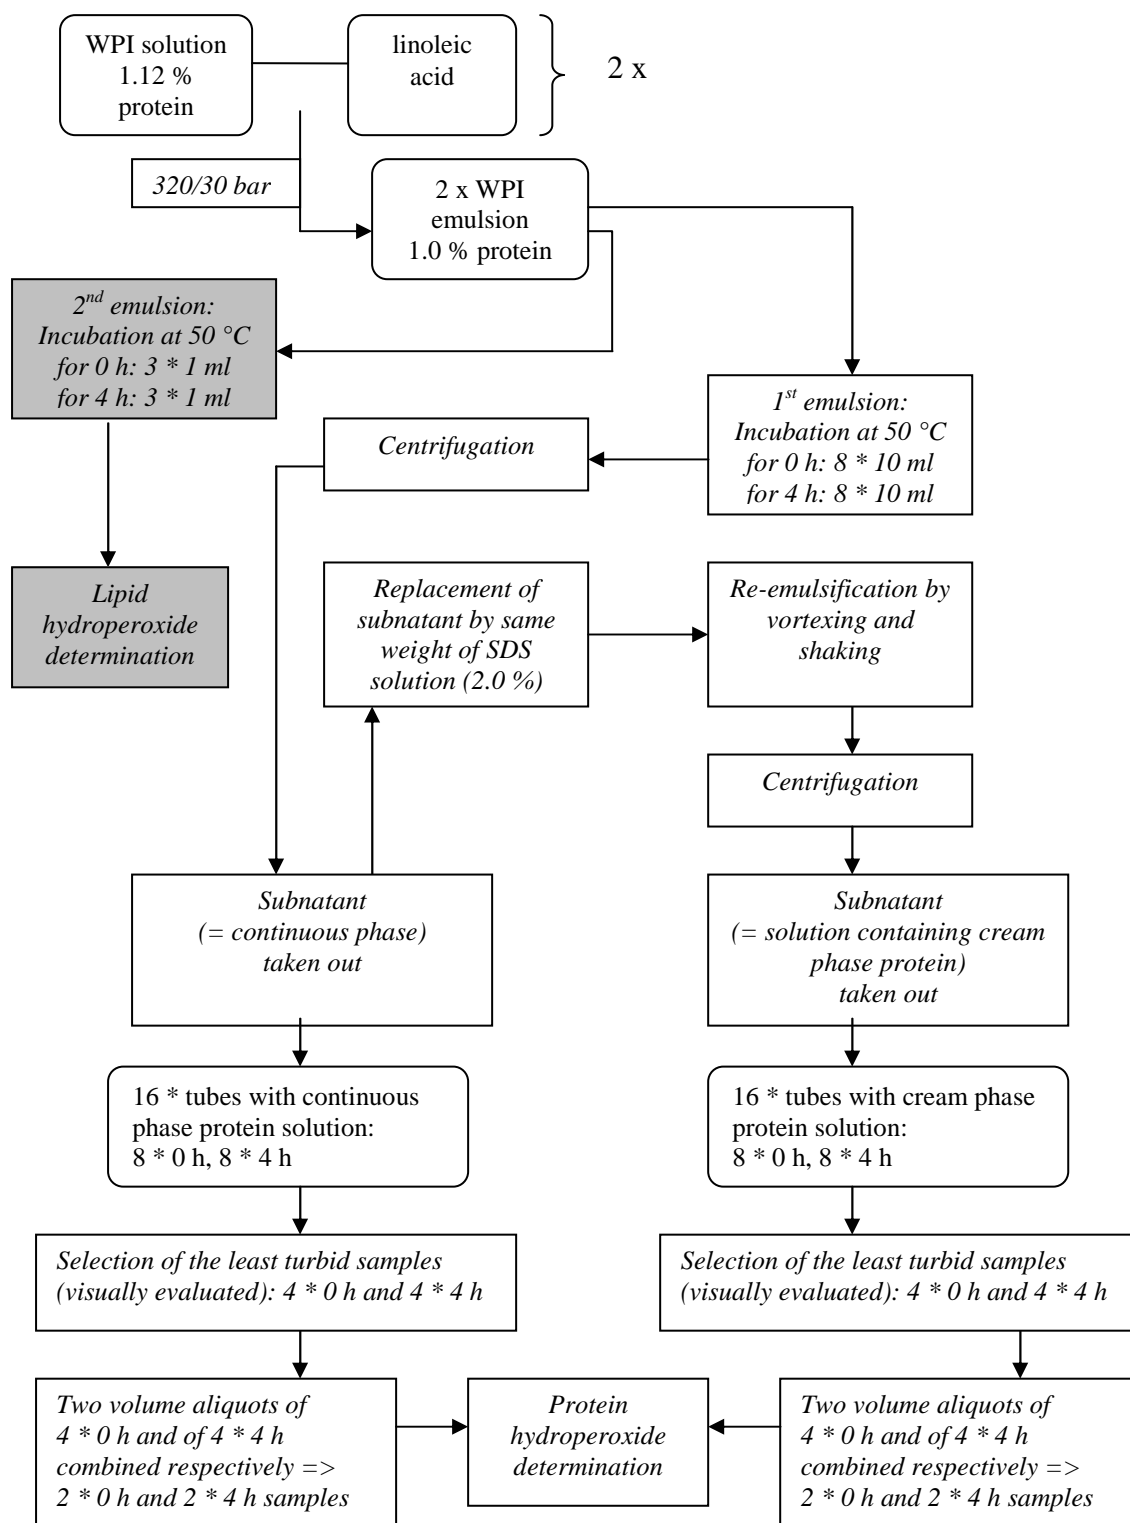 WPI solution
1.12 %
protein
linoleic
acid
2 x
320/30 bar
2 x WPI
emulsion
1.0 % protein
2nd emulsion:
Incubation at 50 °C
for 0 h: 3 * 1 ml
for 4 h: 3 * 1 ml
1st emulsion:
Incubation at 50 °C
for 0 h: 8 * 10 ml
for 4 h: 8 * 10 ml
Centrifugation
Lipid
hydroperoxide
determination
Replacement of
subnatant by same
weight of SDS
solution (2.0 %)
Re-emulsification by
vortexing and
shaking
Centrifugation
Subnatant
(= continuous phase)
taken out
Subnatant
(= solution containing cream
phase protein)
taken out
16 * tubes with continuous
phase protein solution:
8 * 0 h, 8 * 4 h
16 * tubes with cream phase
protein solution:
8 * 0 h, 8 * 4 h
Selection of the least turbid samples
(visually evaluated): 4 * 0 h and 4 * 4 h
Selection of the least turbid samples
(visually evaluated): 4 * 0 h and 4 * 4 h
Two volume aliquots of
4 * 0 h and of 4 * 4 h
combined respectively =>
2 * 0 h and 2 * 4 h samples
Protein
hydroperoxide
determination
Two volume aliquots of
4 * 0 h and of 4 * 4 h
combined respectively =>
2 * 0 h and 2 * 4 h samples